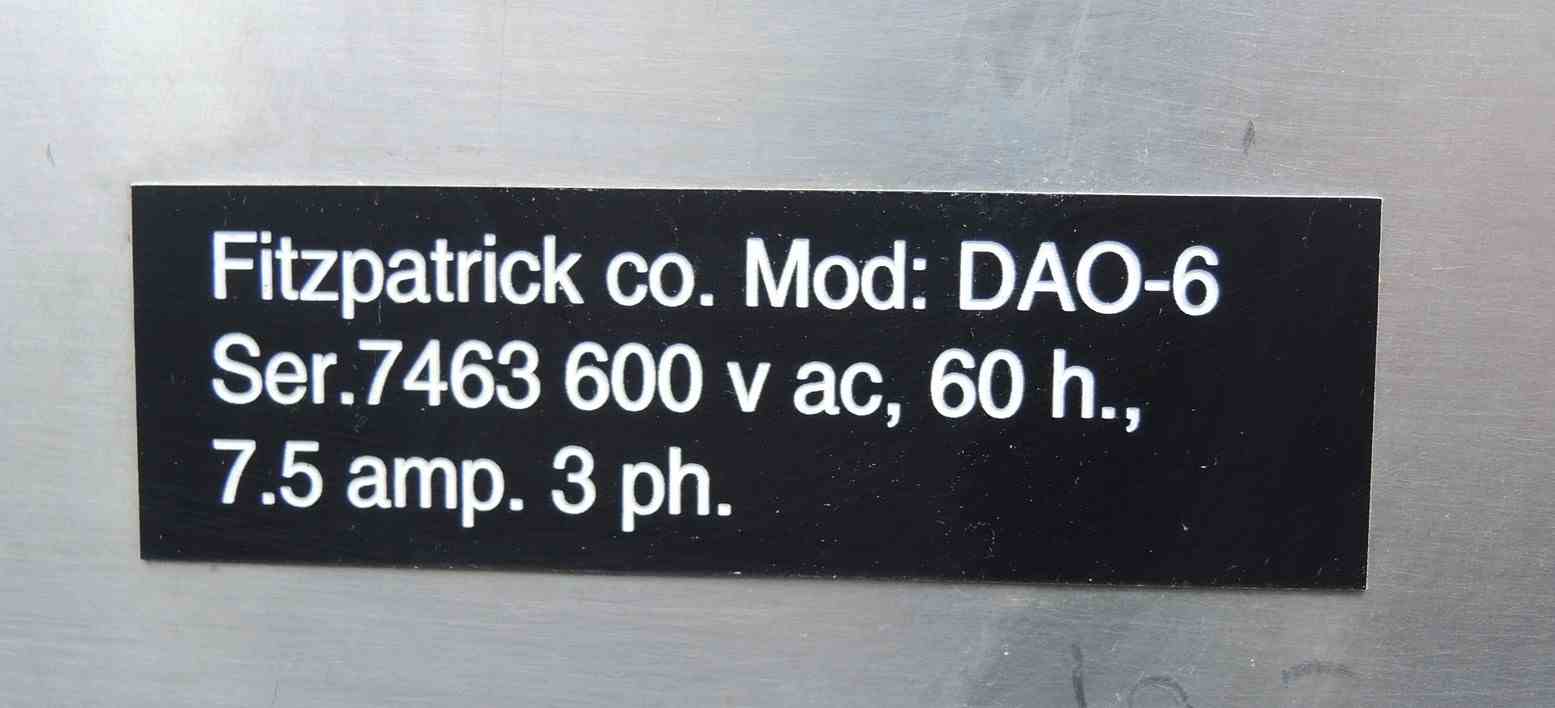 Fitzpatrick co. Mod: DAO-6
Ser.7463 600 v ac, 60 h.,
7.5 amp. 3 ph.